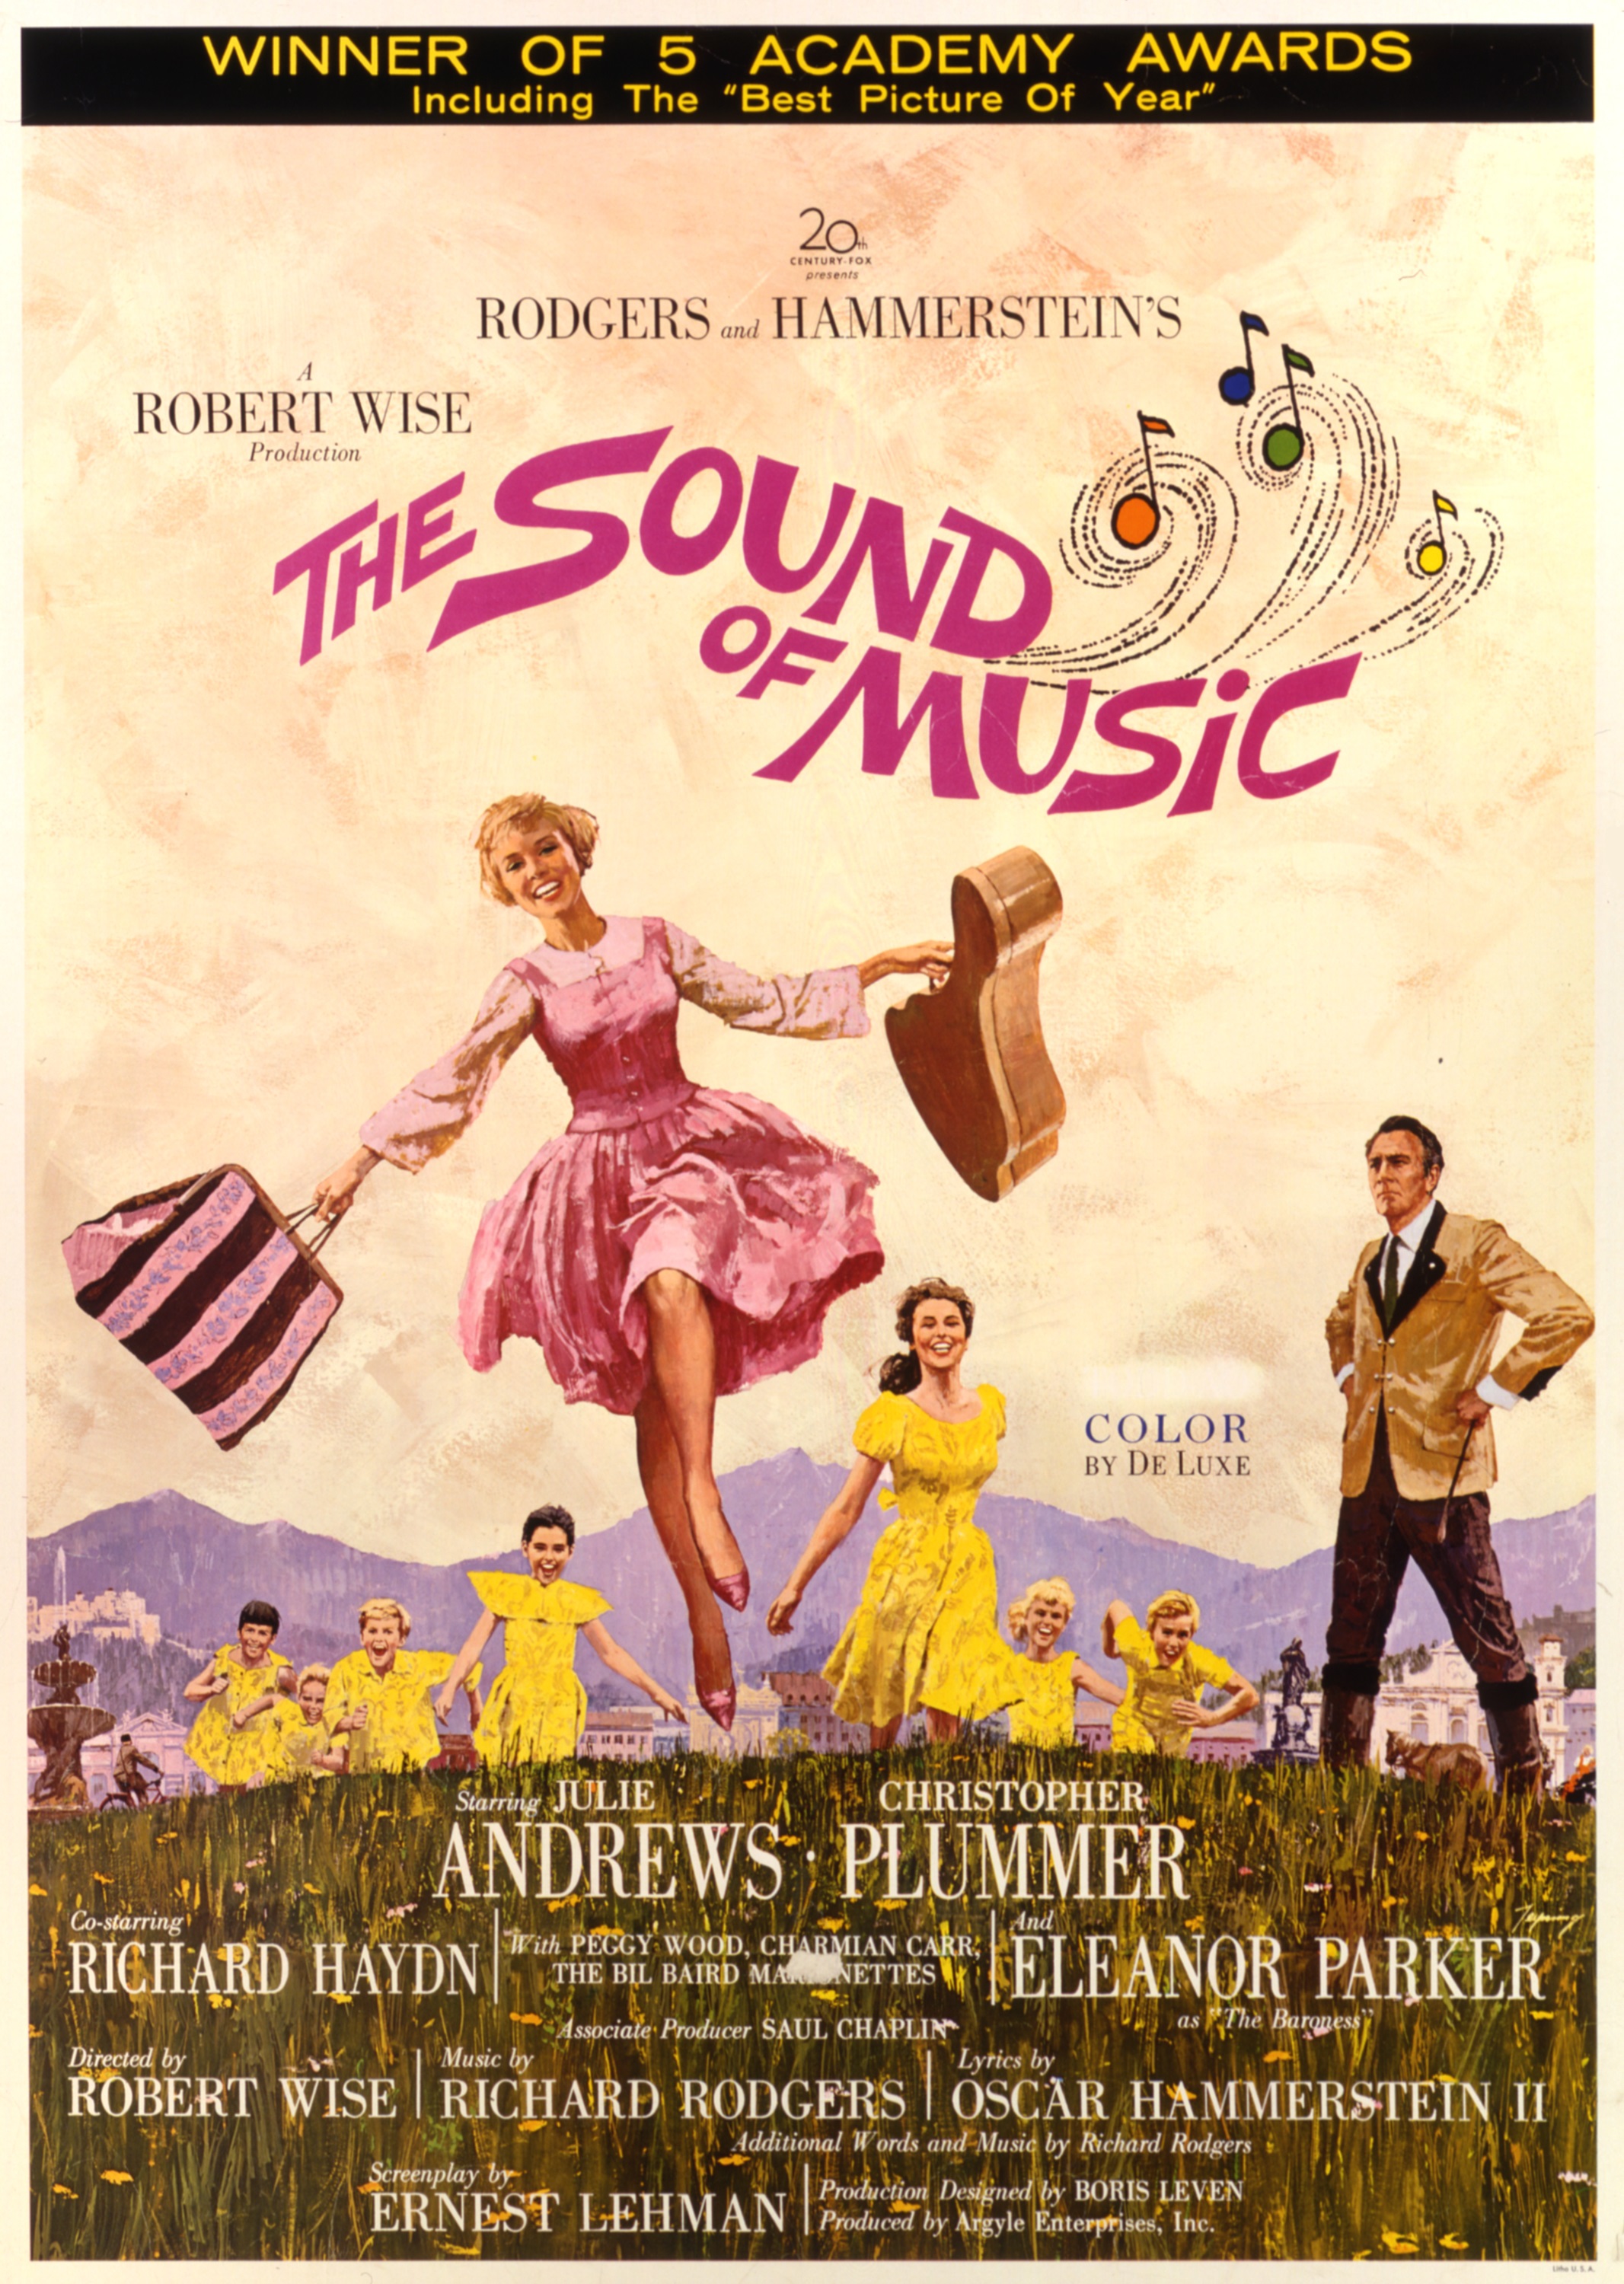 WINNER OF 5 ACADEMY AWARDS
Including The "Best Picture Of Year"
20th
CENTURY-FOX
presents
RODGERS and HAMMERSTEIN'S
A
ROBERT WISE
Production
THE SOUND
OF MUSiC
COLOR
BY DE LUXE
Starring JULIE ANDREWS · CHRISTOPHER PLUMMER
Co-starring
RICHARD HAYDN
With PEGGY WOOD, CHARMIAN CARR,
THE BIL BAIRD
And
ELEANOR PARKER
as "The Baroness"
Associate Producer SAUL CHAPLIN
Directed by
ROBERT WISE
Music by
RICHARD RODGERS
Lyrics by
OSCAR HAMMERSTEIN II
Additional Words and Music by Richard Rodgers
Screenplay by
ERNEST LEHMAN
Production Designed by BORIS LEVEN
Produced by Argyle Enterprises, Inc.
Litho U.S.A.